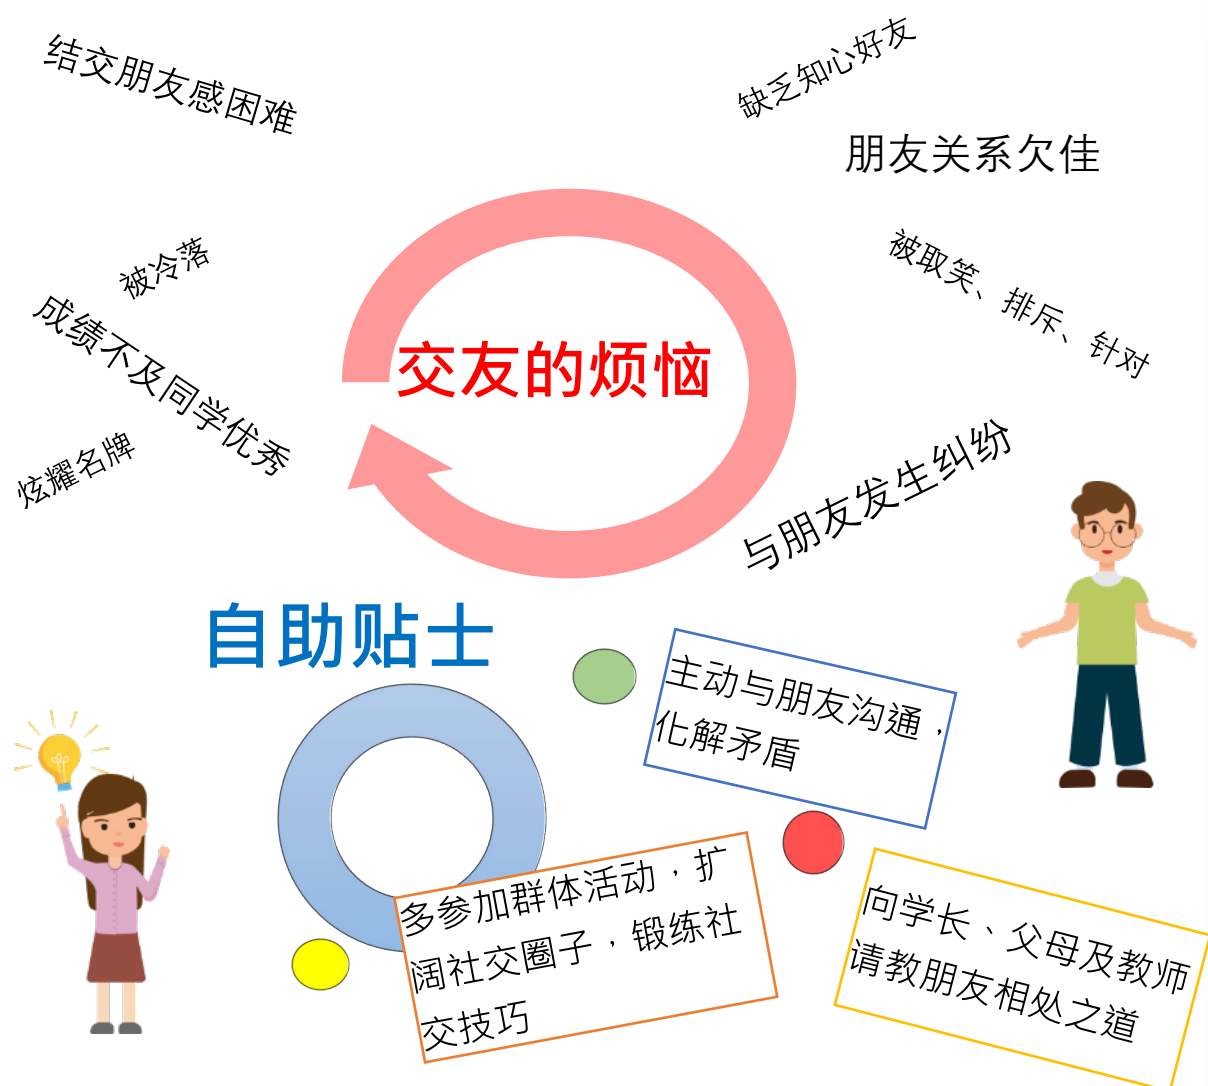 结交朋友感困难
缺乏知心好友
朋友关系欠佳
被冷落
被取笑、排斥、针对
成绩不及同学优秀
交友的烦恼
炫耀名牌
与朋友发生纠纷
自助贴士
主动与朋友沟通，
化解矛盾
多参加群体活动，扩
阔社交圈子，锻练社
交技巧
向学长、父母及教师
请教朋友相处之道